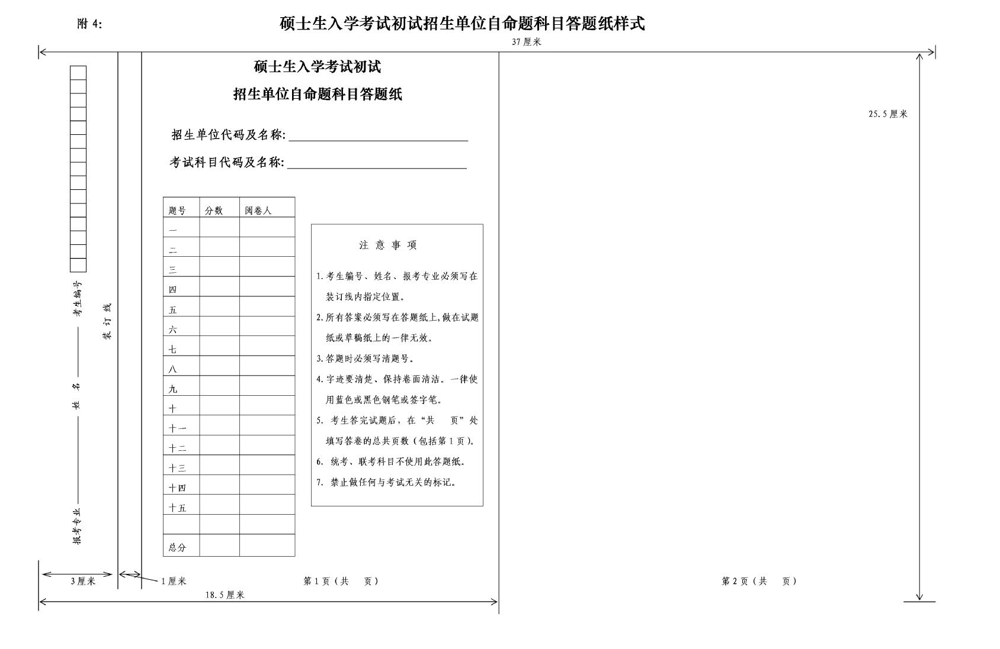 附 4:
硕士生入学考试初试招生单位自命题科目答题纸样式
37 厘米
硕士生入学考试初试
招生单位自命题科目答题纸
25.5 厘米
招生单位代码及名称:
考试科目代码及名称:
考生编号
姓 名
报考专业
装 订 线
题号 分数 阅卷人
一
二
三
四
五
六
七
八
九
十
十一
十二
十三
十四
十五
总分
注 意 事 项
1. 考生编号、姓名、报考专业必须写在
装订线内指定位置。
2. 所有答案必须写在答题纸上,做在试题
纸或草稿纸上的一律无效。
3. 答题时必须写清题号。
4. 字迹要清楚、保持卷面清洁。一律使
用蓝色或黑色钢笔或签字笔。
5. 考生答完试题后,在“共 页”处
填写答卷的总共页数(包括第 1 页)。
6. 统考、联考科目不使用此答题纸。
7. 禁止做任何与考试无关的标记。
3 厘米
1 厘米
第 1 页(共 页)
第 2 页(共 页)
18.5 厘米